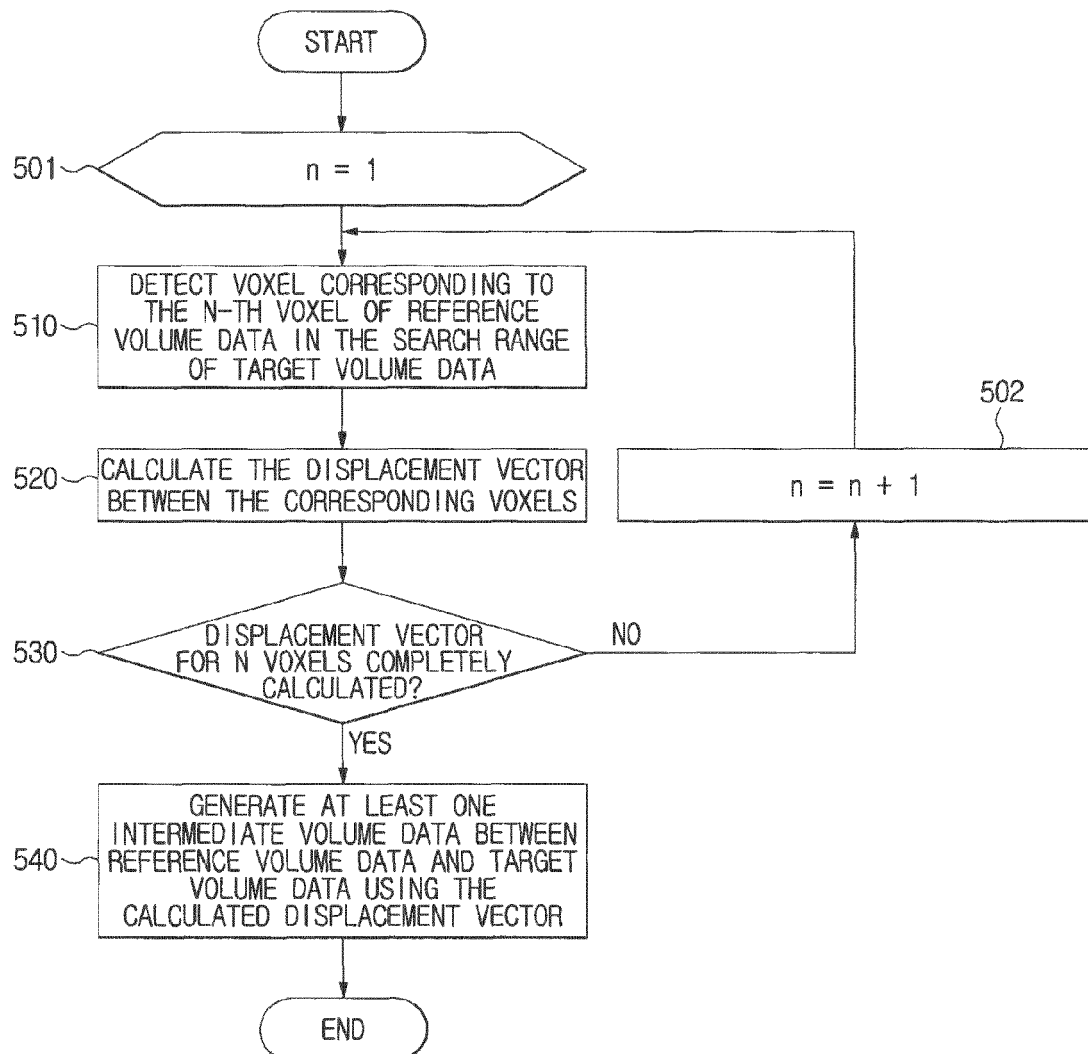 START
501
n = 1
510
DETECT VOXEL CORRESPONDING TO
THE N-TH VOXEL OF REFERENCE
VOLUME DATA IN THE SEARCH RANGE
OF TARGET VOLUME DATA
502
520
CALCULATE THE DISPLACEMENT VECTOR
BETWEEN THE CORRESPONDING VOXELS
n = n + 1
530
DISPLACEMENT VECTOR
FOR N VOXELS COMPLETELY
CALCULATED?
NO
YES
540
GENERATE AT LEAST ONE
INTERMEDIATE VOLUME DATA BETWEEN
REFERENCE VOLUME DATA AND TARGET
VOLUME DATA USING THE
CALCULATED DISPLACEMENT VECTOR
END